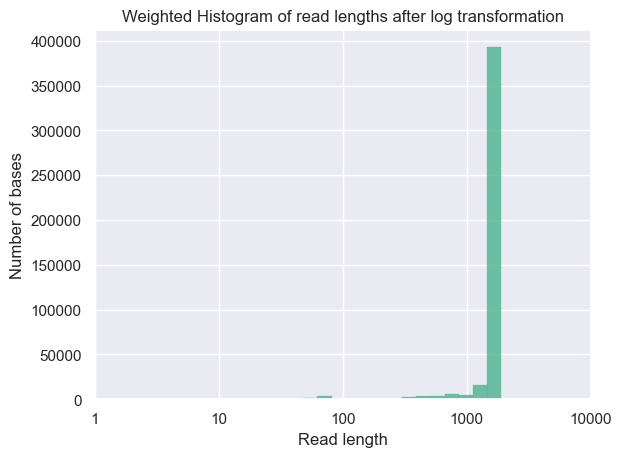 Weighted Histogram of read lengths after log transformation
400000
350000
300000
250000
200000
150000
100000
50000
0
Number of bases
1 10 100 1000 10000
Read length